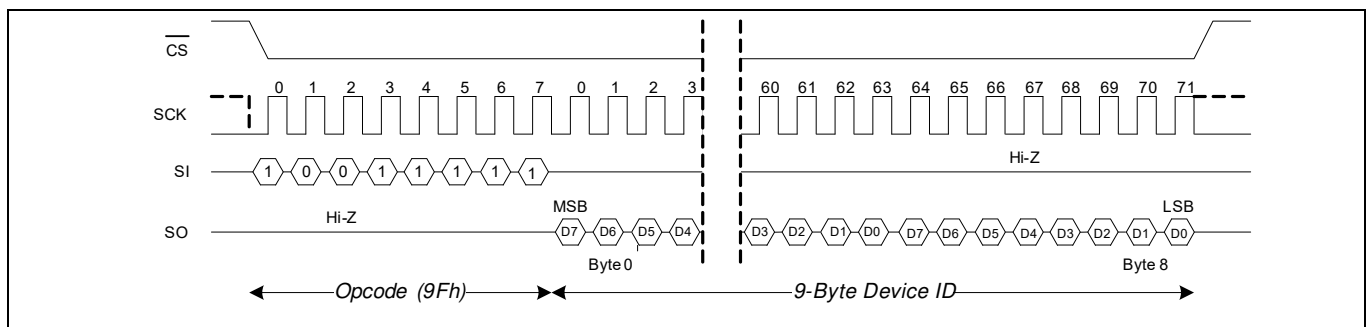 CS
0 1 2 3 4 5 6 7 0 1 2 3 60 61 62 63 64 65 66 67 68 69 70 71
SCK
Hi-Z
SI 1 0 0 1 1 1 1 1
MSB LSB
Hi-Z
SO D7 D6 D5 D4 D3 D2 D1 D0 D7 D6 D5 D4 D3 D2 D1 D0
Byte 0 Byte 8
Opcode (9Fh) 9-Byte Device ID